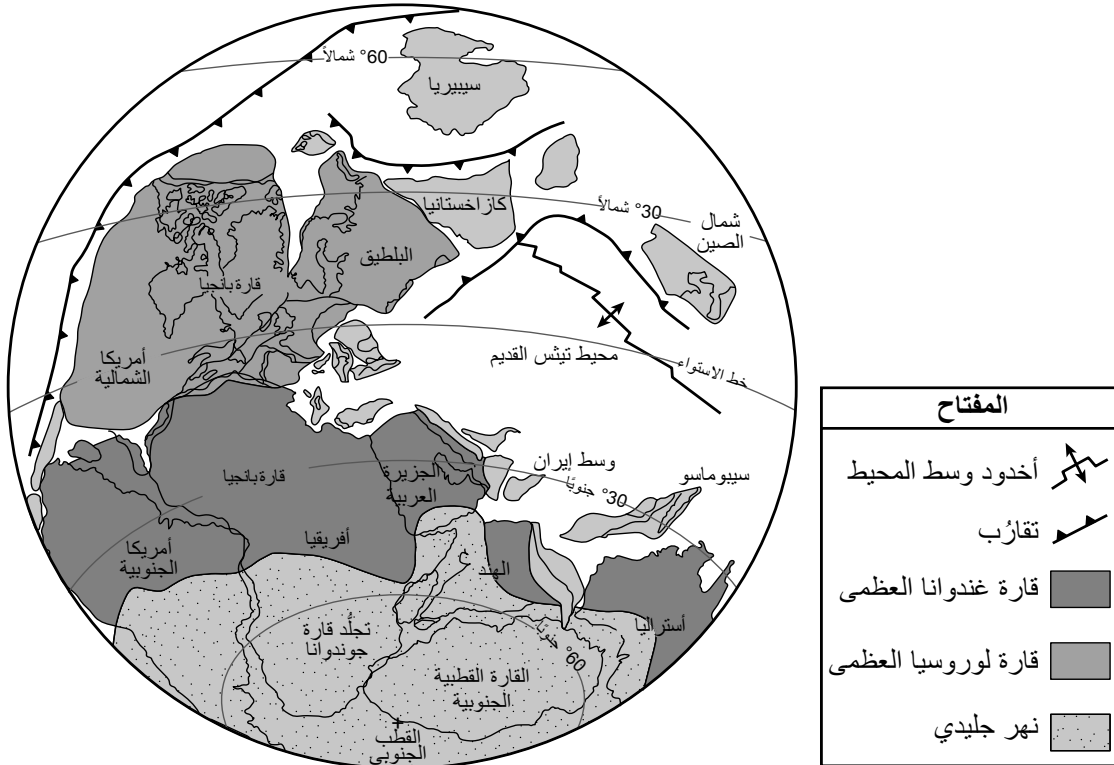 60° شمالاً
سيبيريا
كازاخستانيا
30° شمالاً
شمال
الصين
البلطيق
قارة بانجيا
أمريكا
الشمالية
محيط تيثس القديم
خط الاستواء
قارة بانجيا
الجزيرة
العربية
وسط إيران
30° جنوبًا
سيبوماسو
أمريكا
الجنوبية
أفريقيا
الهند
أستراليا
تجلُّد قارة
جوندوانا
60° جنوبًا
القارة القطبية
الجنوبية
القطب
الجنوبي
المفتاح
أخدود وسط المحيط
تقارُب
قارة غندوانا العظمى
قارة لوروسيا العظمى
نهر جليدي